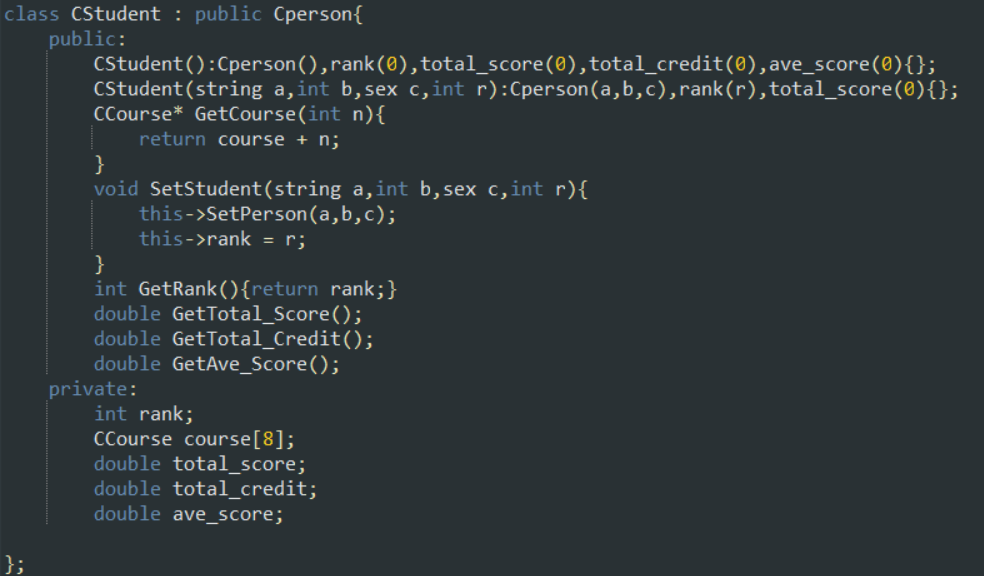 class CStudent : public Cperson{
    public:
        CStudent():Cperson(),rank(0),total_score(0),total_credit(0),ave_score(0){};
        CStudent(string a,int b,sex c,int r):Cperson(a,b,c),rank(r),total_score(0){};
        CCourse* GetCourse(int n){
            return course + n;
        }
        void SetStudent(string a,int b,sex c,int r){
            this->SetPerson(a,b,c);
            this->rank = r;
        }
        int GetRank(){return rank;}
        double GetTotal_Score();
        double GetTotal_Credit();
        double GetAve_Score();
    private:
        int rank;
        CCourse course[8];
        double total_score;
        double total_credit;
        double ave_score;

};